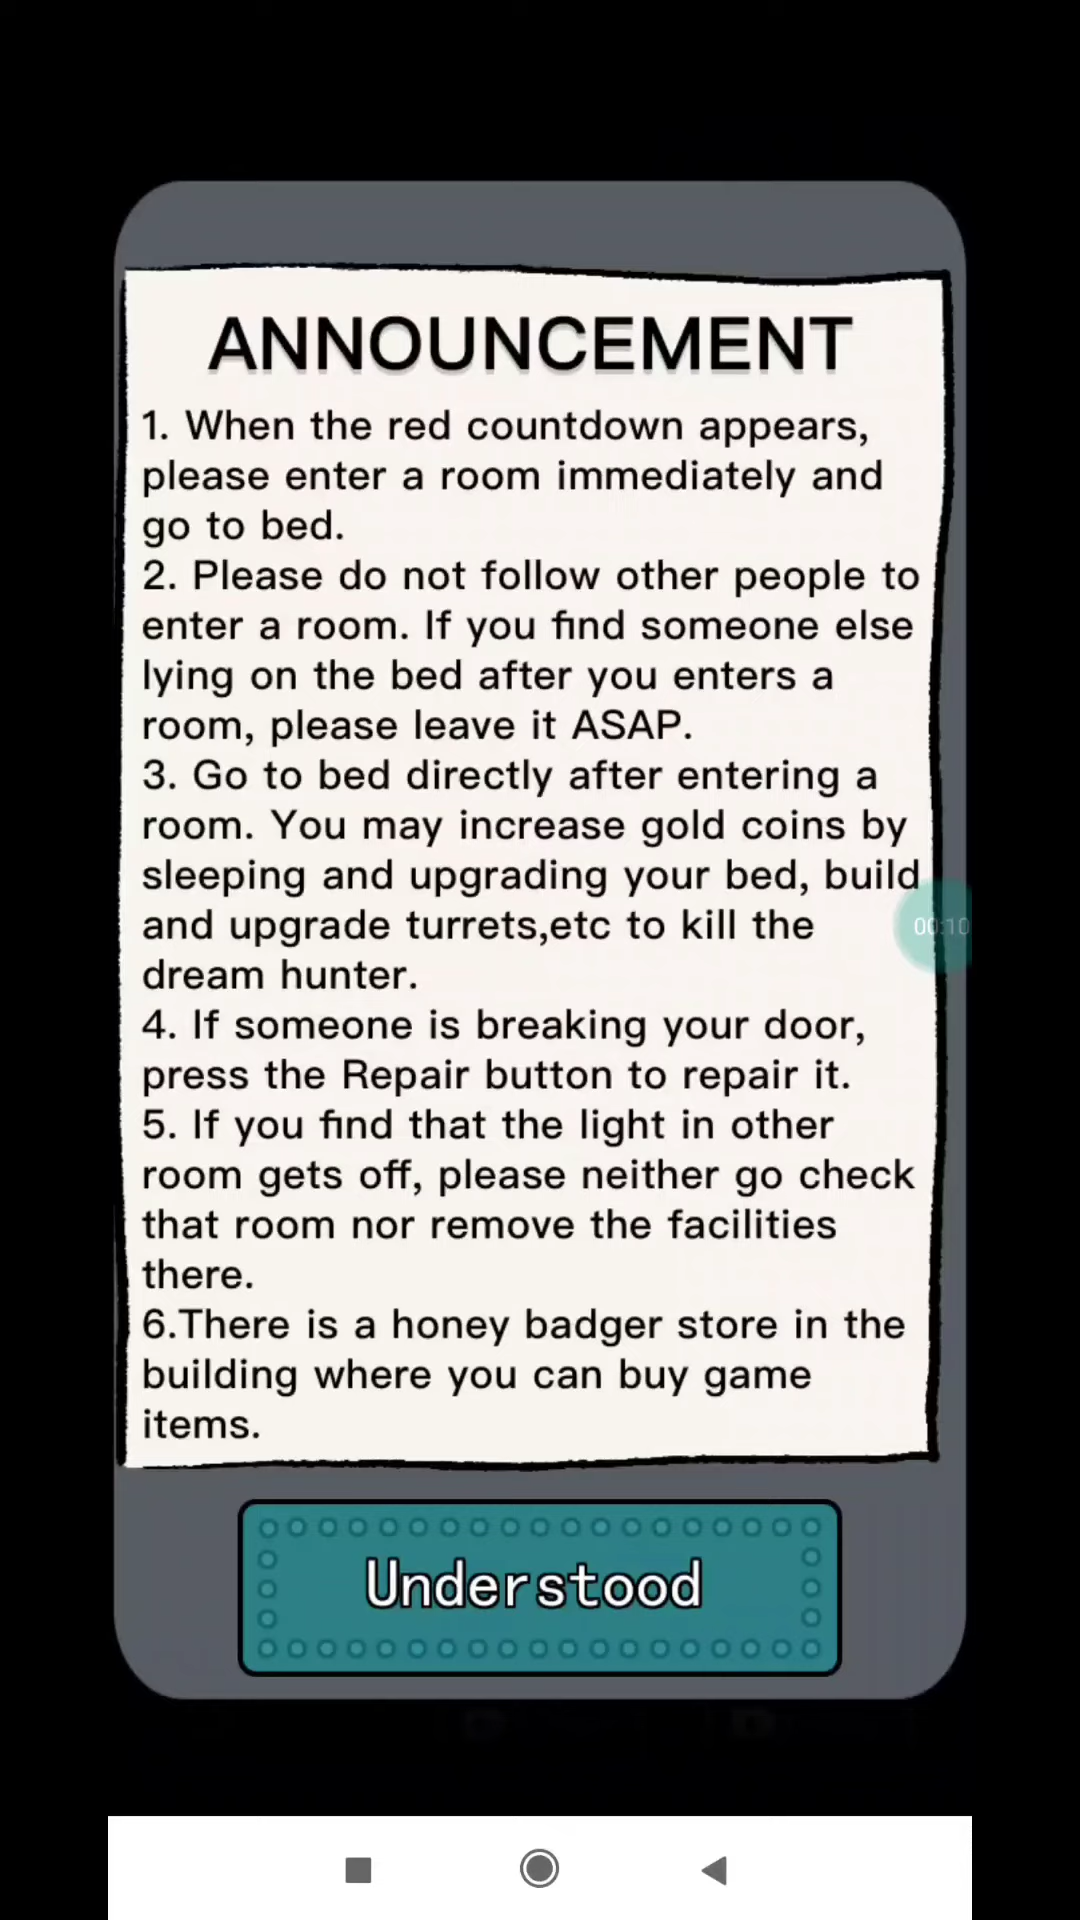 ANNOUNCEMENT
1. When the red countdown appears,
please enter a room immediately and
go to bed.
2. Please do not follow other people to
enter a room. If you find someone else
lying on the bed after you enters a
room, please leave it ASAP.
3. Go to bed directly after entering a
room. You may increase gold coins by
sleeping and upgrading your bed, build
and upgrade turrets,etc to kill the
dream hunter.
00:10
4. If someone is breaking your door,
press the Repair button to repair it.
5. If you find that the light in other
room gets off, please neither go check
that room nor remove the facilities
there.
6.There is a honey badger store in the
building where you can buy game
items.
Understood